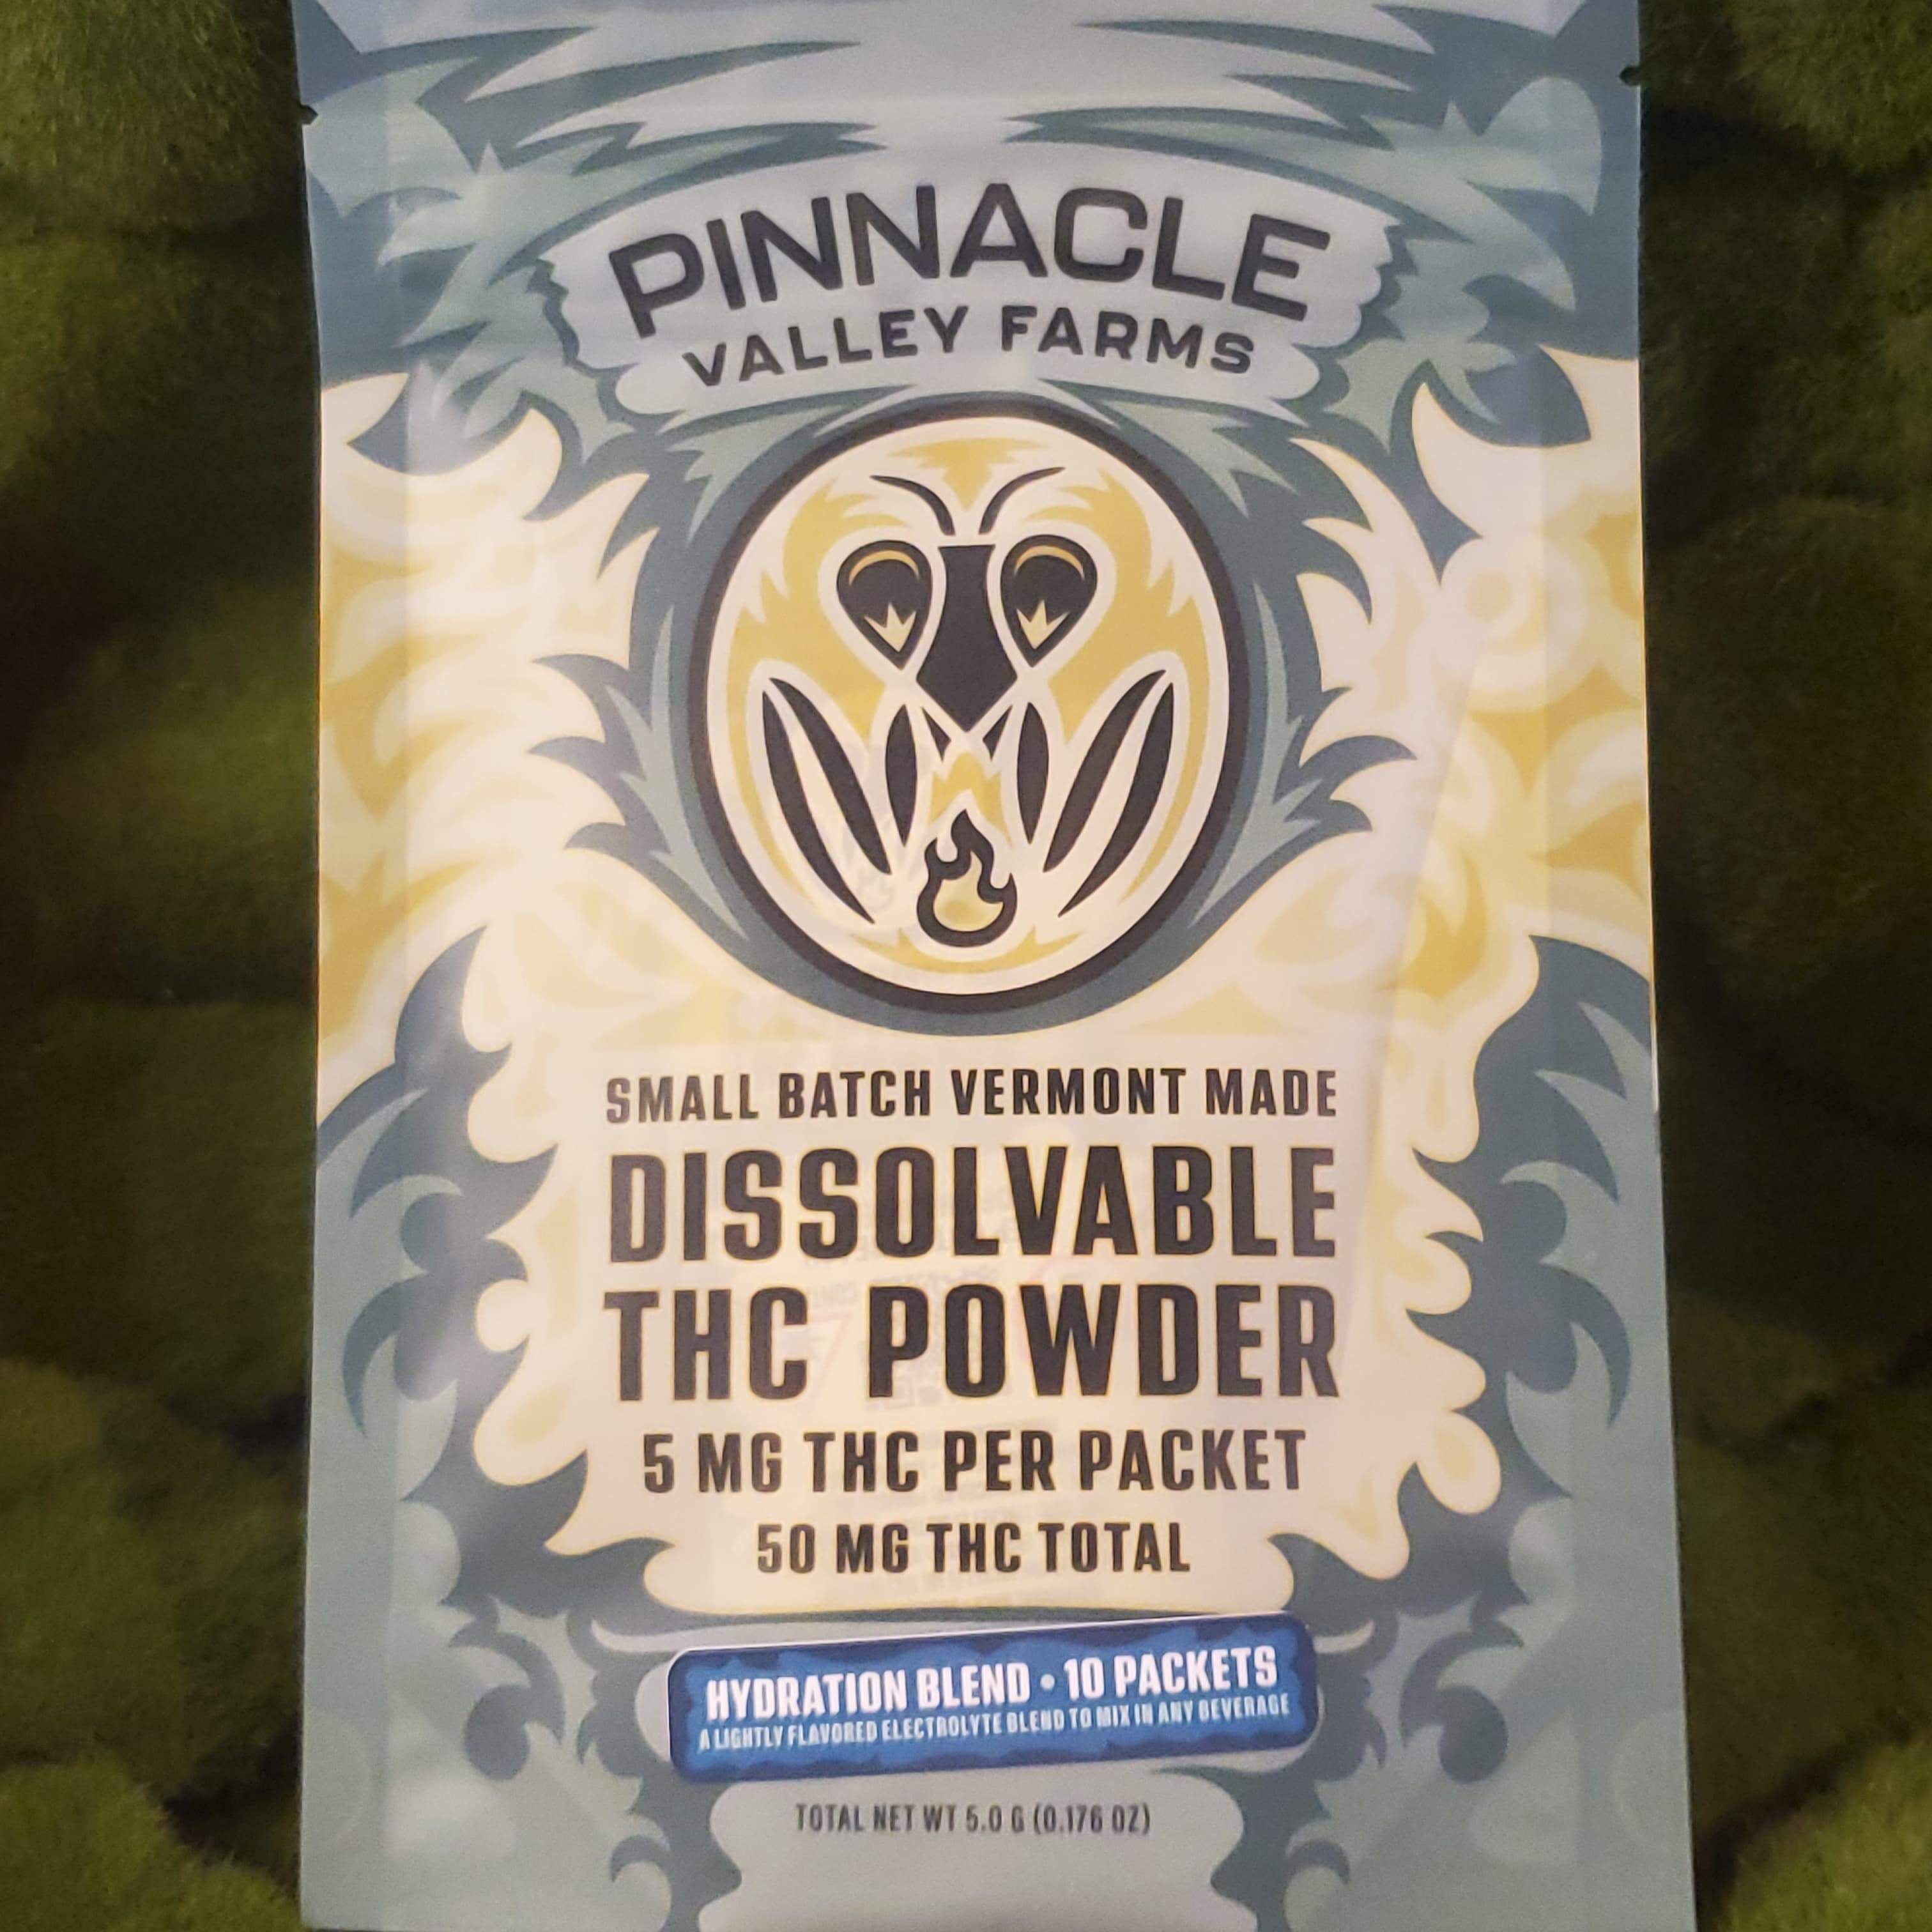 PINNACLE
VALLEY FARMS
SMALL BATCH VERMONT MADE
DISSOLVABLE
THC POWDER
5 MG THC PER PACKET
50 MG THC TOTAL
HYDRATION BLEND • 10 PACKETS
A LIGHTLY FLAVORED ELECTROLYTE BLEND TO MIX IN ANY BEVERAGE
TOTAL NET WT 5.0 G (0.176 OZ)